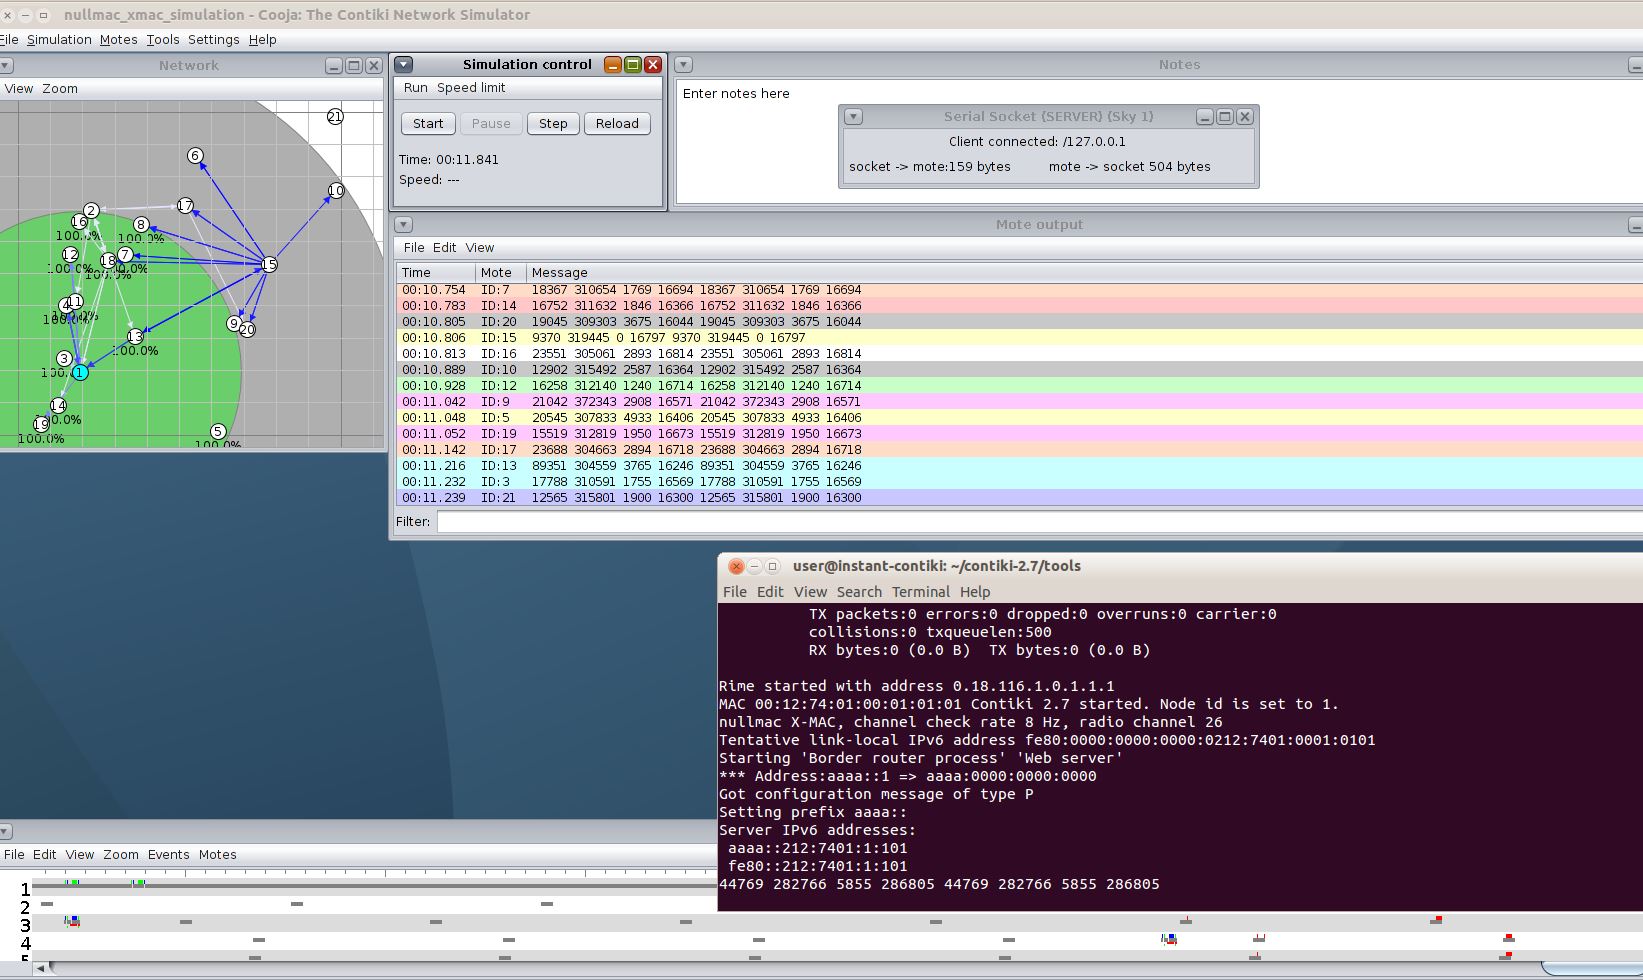 nullmac_xmac_simulation - Cooja: The Contiki Network Simulator
File Simulation Motes Tools Settings Help
Network
View Zoom
21
6
10
2
17
16
8
100.0%
100.0%
12
7
18
15
100.0%
100.0%
4
11
100.0%
9
20
13
100.0%
3
1
14
19
100.0%
5
100.0%
Simulation control
Run Speed limit
Start Pause Step Reload
Time: 00:11.841
Speed: ---
Notes
Enter notes here
Serial Socket (SERVER) (Sky 1)
Client connected: /127.0.0.1
socket -> mote:159 bytes mote -> socket 504 bytes
Mote output
File Edit View
Time Mote Message
00:10.754 ID:7 18367 310654 1769 16694 18367 310654 1769 16694
00:10.783 ID:14 16752 311632 1846 16366 16752 311632 1846 16366
00:10.805 ID:20 19045 309303 3675 16044 19045 309303 3675 16044
00:10.806 ID:15 9370 319445 0 16797 9370 319445 0 16797
00:10.813 ID:16 23551 305061 2893 16814 23551 305061 2893 16814
00:10.889 ID:10 12902 315492 2587 16364 12902 315492 2587 16364
00:10.928 ID:12 16258 312140 1240 16714 16258 312140 1240 16714
00:11.042 ID:9 21042 372343 2908 16571 21042 372343 2908 16571
00:11.048 ID:5 20545 307833 4933 16406 20545 307833 4933 16406
00:11.052 ID:19 15519 312819 1950 16673 15519 312819 1950 16673
00:11.142 ID:17 23688 304663 2894 16718 23688 304663 2894 16718
00:11.216 ID:13 89351 304559 3765 16246 89351 304559 3765 16246
00:11.232 ID:3 17788 310591 1755 16569 17788 310591 1755 16569
00:11.239 ID:21 12565 315801 1900 16300 12565 315801 1900 16300
Filter:
user@instant-contiki: ~/contiki-2.7/tools
File Edit View Search Terminal Help
TX packets:0 errors:0 dropped:0 overruns:0 carrier:0
collisions:0 txqueuelen:500
RX bytes:0 (0.0 B) TX bytes:0 (0.0 B)
Rime started with address 0.18.116.1.0.1.1.1
MAC 00:12:74:01:00:01:01:01 Contiki 2.7 started. Node id is set to 1.
nullmac X-MAC, channel check rate 8 Hz, radio channel 26
Tentative link-local IPv6 address fe80:0000:0000:0000:0212:7401:0001:0101
Starting 'Border router process' 'Web server'
*** Address:aaaa::1 => aaaa:0000:0000:0000
Got configuration message of type P
Setting prefix aaaa::
Server IPv6 addresses:
aaaa::212:7401:1:101
fe80::212:7401:1:101
44769 282766 5855 286805 44769 282766 5855 286805
File Edit View Zoom Events Motes
1
2
3
4
5